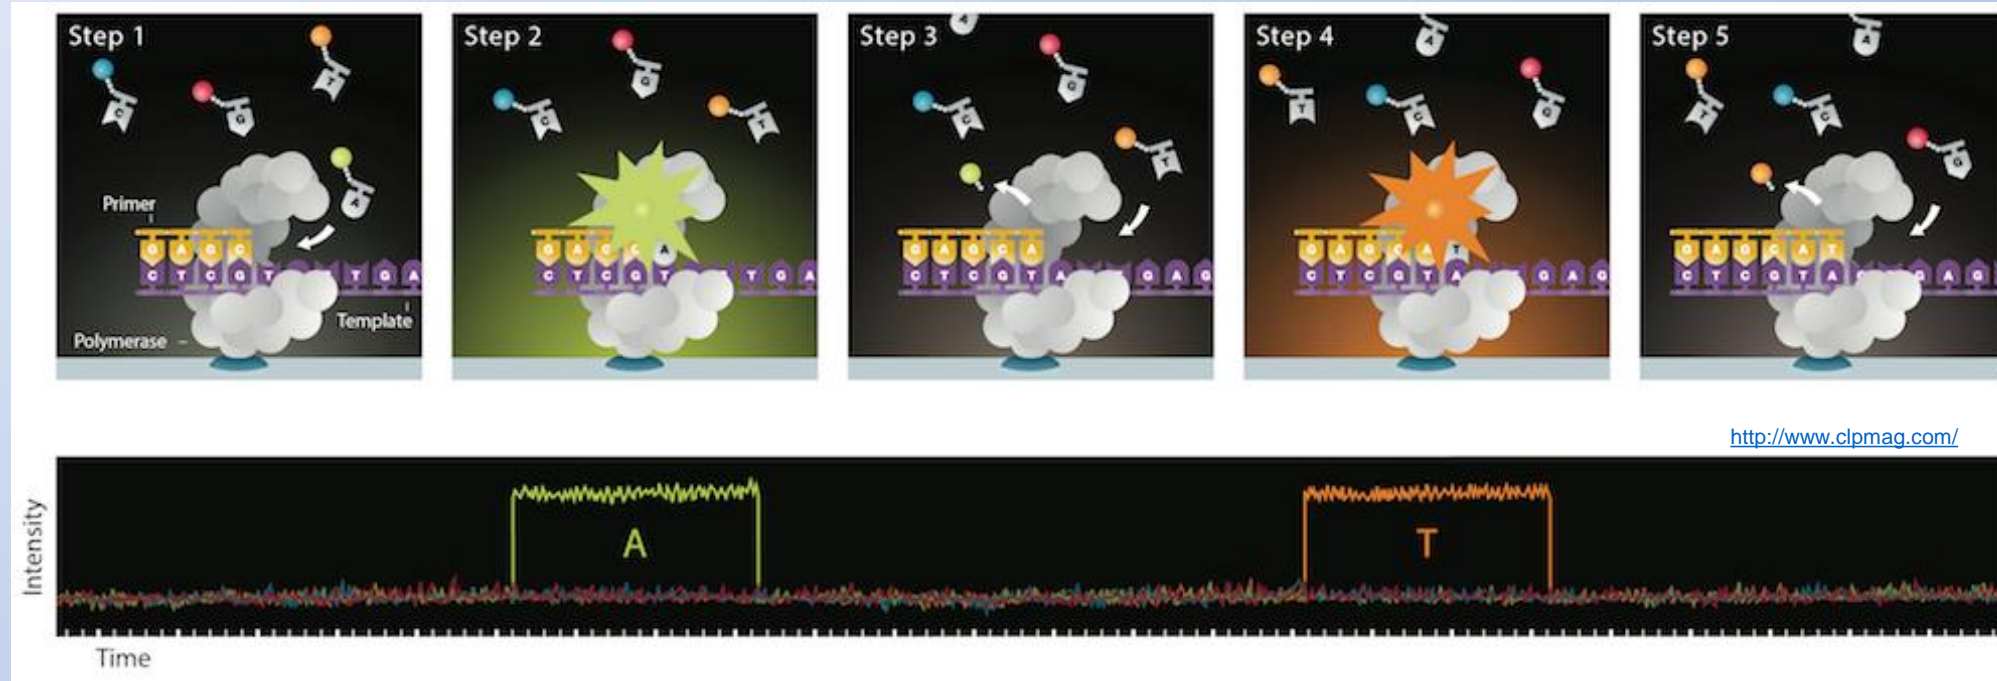 Step 1
Step 2
Step 3
Step 4
Step 5
C
G
T
A
C
G
T
A
C
G
T
T
C
A
G
T
C
A
G
Primer
G A G C
C T C G T T G A
Template
Polymerase
G A G C A
C T C G T T G A
G A G C A
C T C G T A G A G
G A G C A T
C T C G T A G A G
G A G C A T
C T C G T A G A G
http://www.clpmag.com/
Intensity
A
T
Time